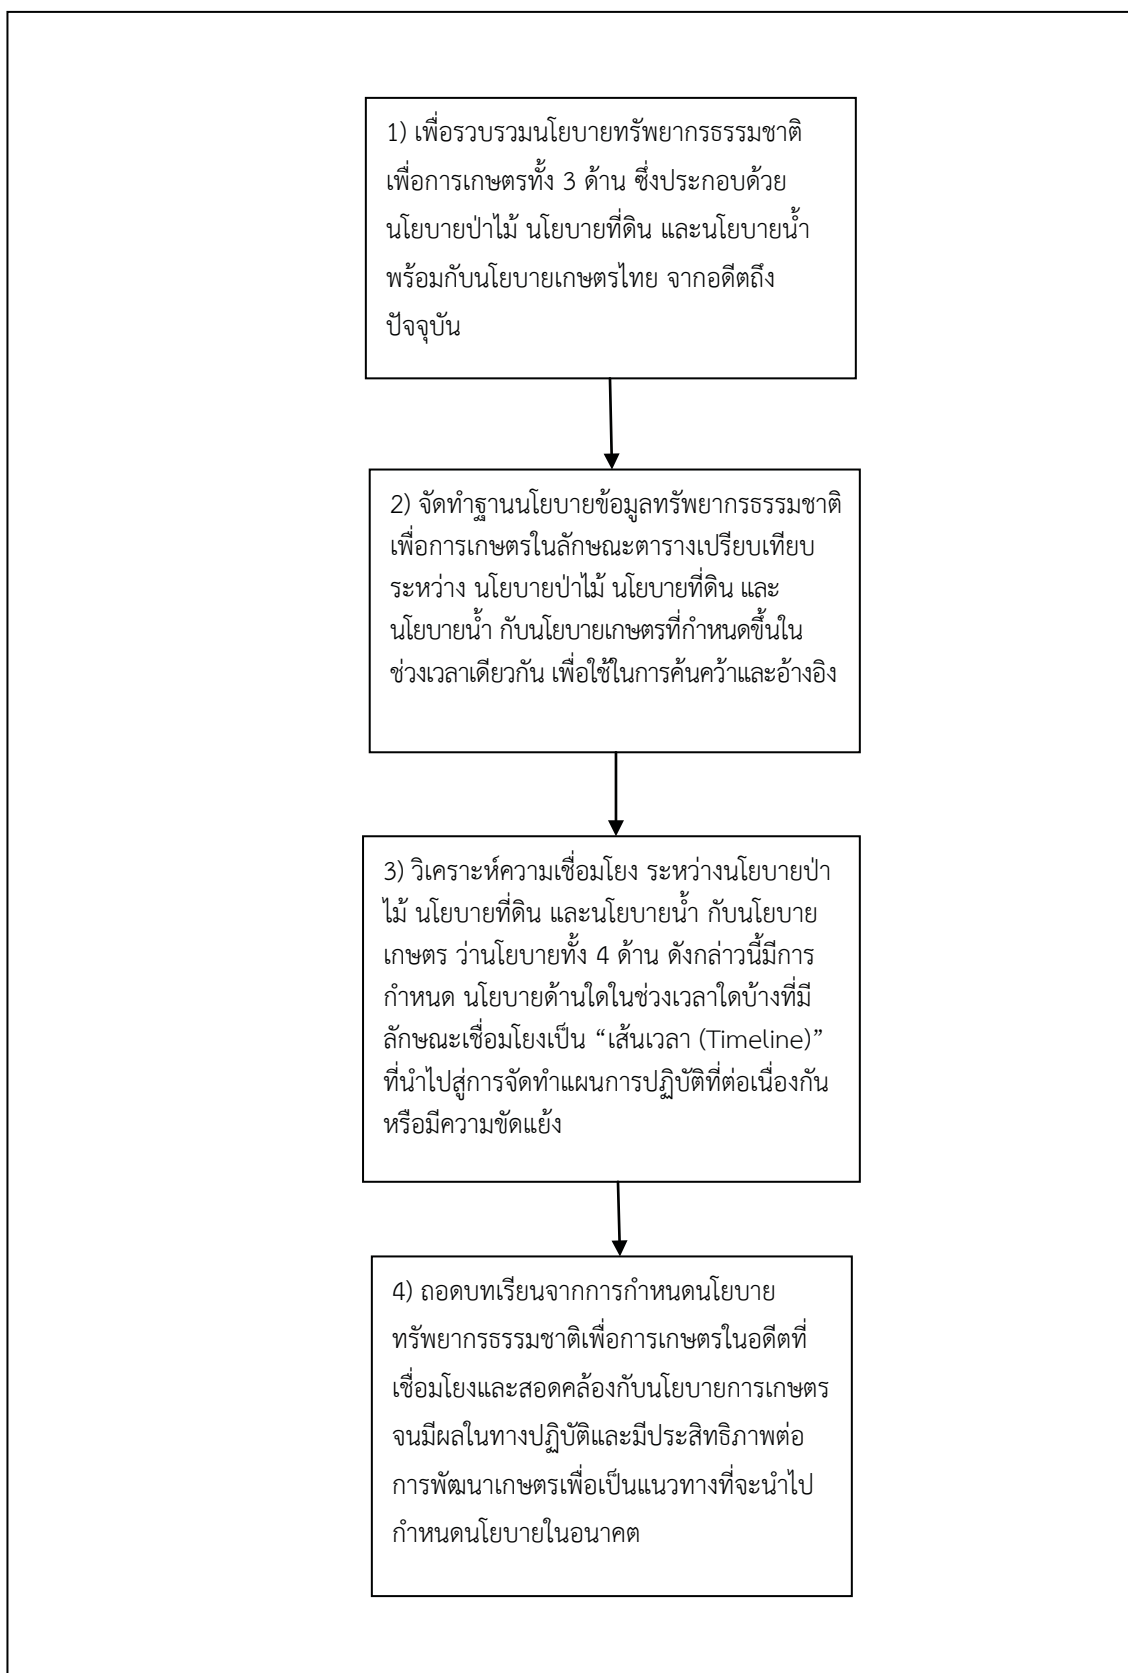 1) เพื่อรวบรวมนโยบายทรัพยากรธรรมชาติ
เพื่อการเกษตรทั้ง 3 ด้าน ซึ่งประกอบด้วย
นโยบายป่าไม้ นโยบายที่ดิน และนโยบายน้ำ
พร้อมกับนโยบายเกษตรไทย จากอดีตถึง
ปัจจุบัน
2) จัดทำฐานนโยบายข้อมูลทรัพยากรธรรมชาติ
เพื่อการเกษตรในลักษณะตารางเปรียบเทียบ
ระหว่าง นโยบายป่าไม้ นโยบายที่ดิน และ
นโยบายน้ำ กับนโยบายเกษตรที่กำหนดขึ้นใน
ช่วงเวลาเดียวกัน เพื่อใช้ในการค้นคว้าและอ้างอิง
3) วิเคราะห์ความเชื่อมโยง ระหว่างนโยบายป่า
ไม้ นโยบายที่ดิน และนโยบายน้ำ กับนโยบาย
เกษตร ว่านโยบายทั้ง 4 ด้าน ดังกล่าวนี้มีการ
กำหนด นโยบายด้านใดในช่วงเวลาใดบ้างที่มี
ลักษณะเชื่อมโยงเป็น “เส้นเวลา (Timeline)”
ที่นำไปสู่การจัดทำแผนการปฏิบัติที่ต่อเนื่องกัน
หรือมีความขัดแย้ง
4) ถอดบทเรียนจากการกำหนดนโยบาย
ทรัพยากรธรรมชาติเพื่อการเกษตรในอดีตที่
เชื่อมโยงและสอดคล้องกับนโยบายการเกษตร
จนมีผลในทางปฏิบัติและมีประสิทธิภาพต่อ
การพัฒนาเกษตรเพื่อเป็นแนวทางที่จะนำไป
กำหนดนโยบายในอนาคต